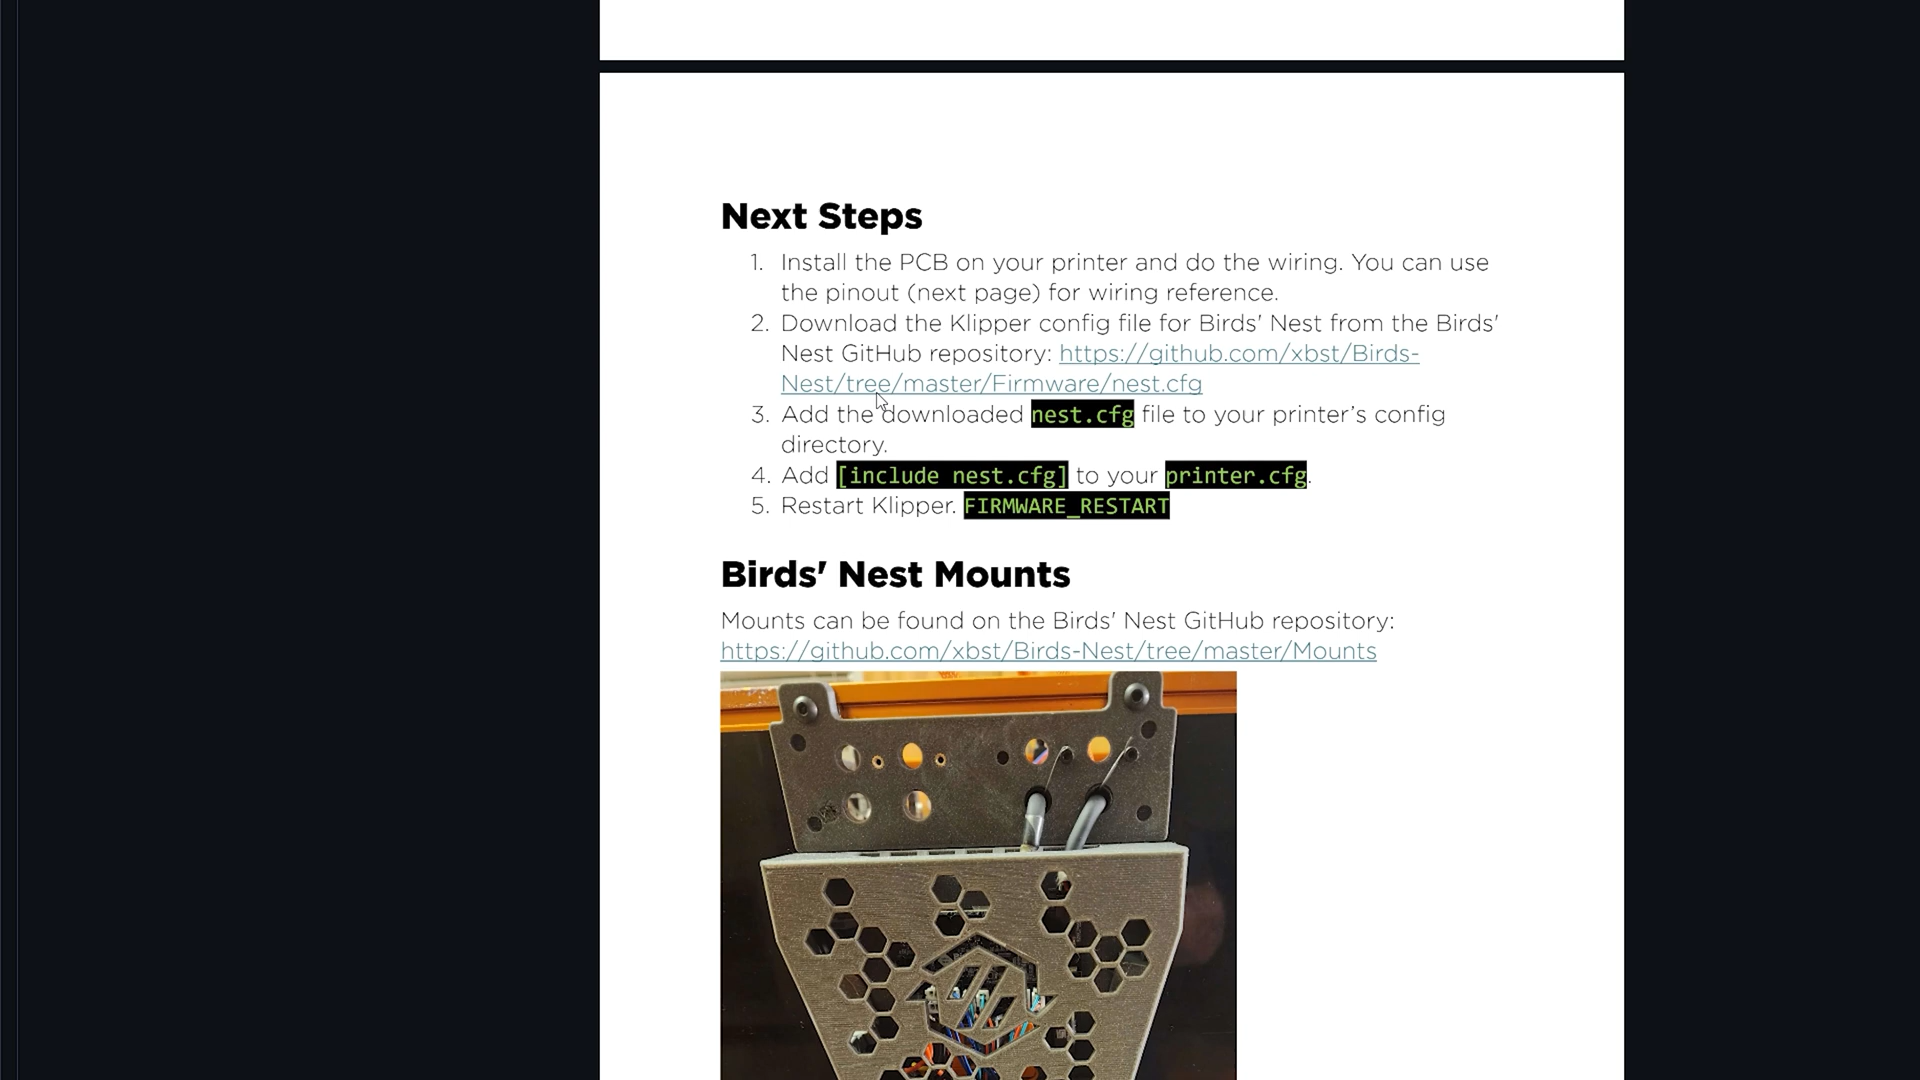 Next Steps
1. Install the PCB on your printer and do the wiring. You can use
the pinout (next page) for wiring reference.
2. Download the Klipper config file for Birds' Nest from the Birds'
Nest GitHub repository: https://github.com/xbst/Birds-
Nest/tree/master/Firmware/nest.cfg
3. Add the downloaded nest.cfg file to your printer’s config
directory.
4. Add [include nest.cfg] to your printer.cfg.
5. Restart Klipper. FIRMWARE_RESTART
Birds' Nest Mounts
Mounts can be found on the Birds' Nest GitHub repository:
https://github.com/xbst/Birds-Nest/tree/master/Mounts